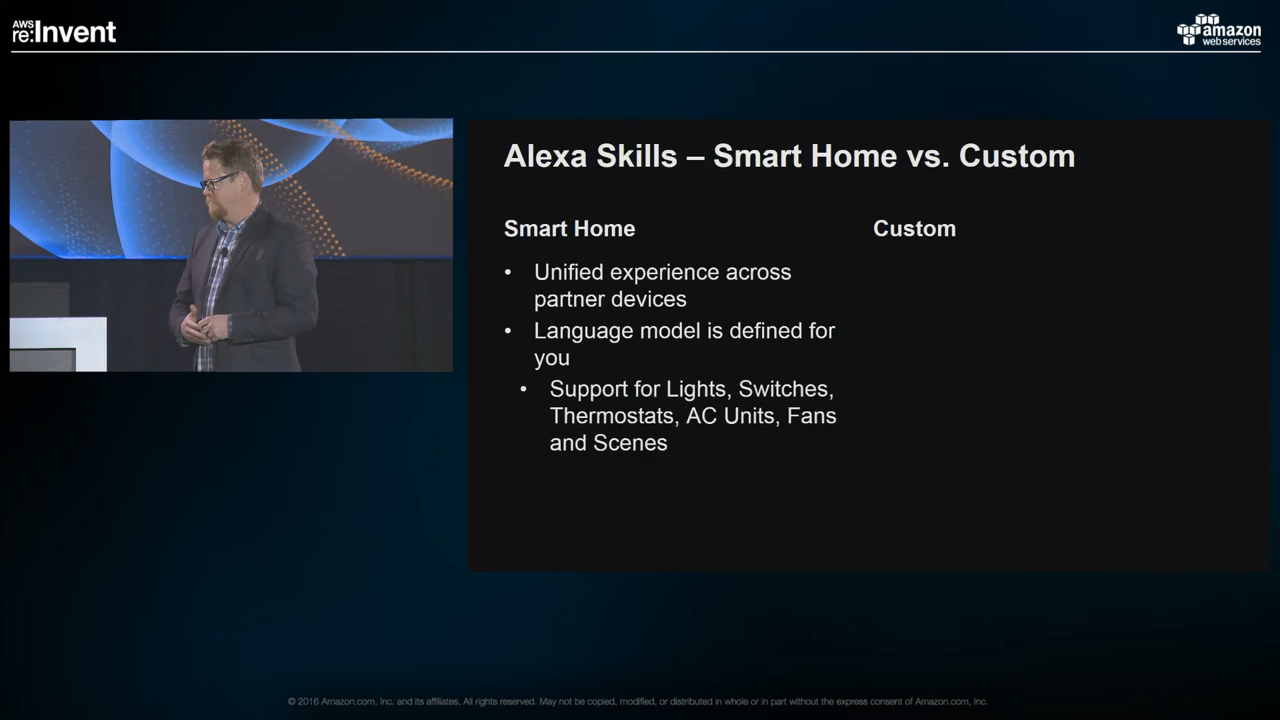 AWS
re:Invent
amazon
web services
Alexa Skills – Smart Home vs. Custom
Smart Home
• Unified experience across
partner devices
• Language model is defined for
you
• Support for Lights, Switches,
Thermostats, AC Units, Fans
and Scenes
Custom
© 2016 Amazon.com, Inc. and its affiliates. All rights reserved. May not be copied, modified, or distributed in whole or in part without the express consent of Amazon.com, Inc.